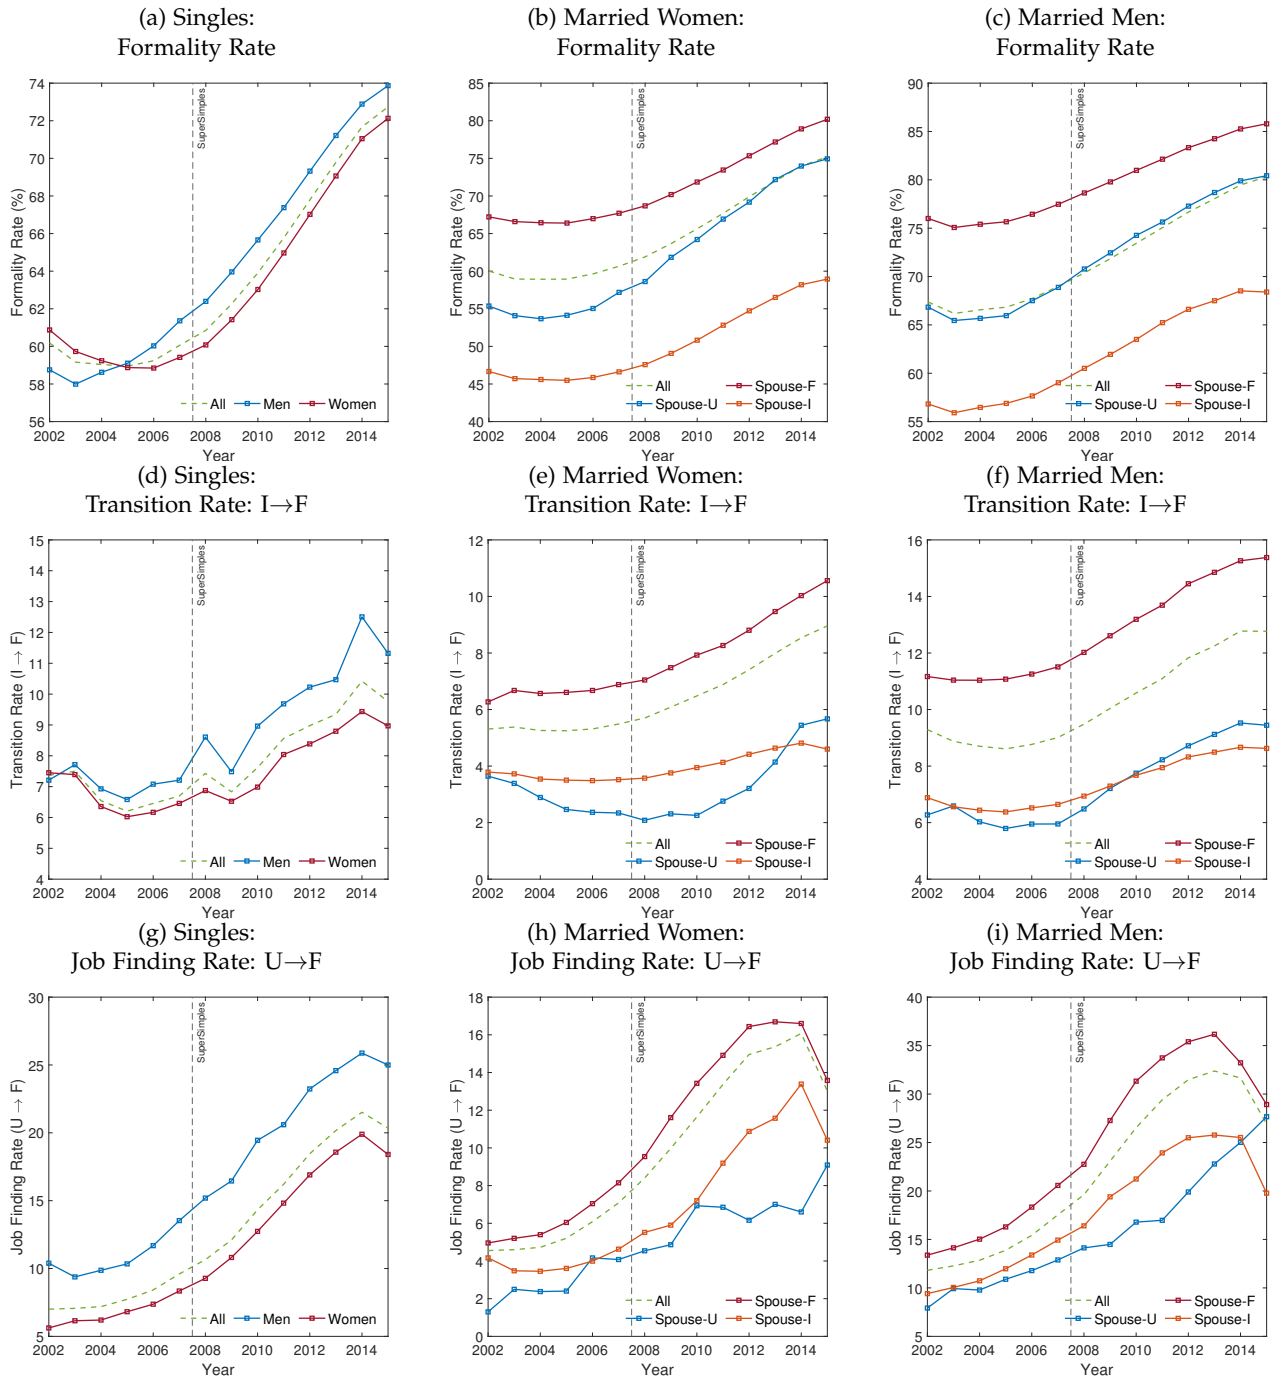 (a) Singles:
Formality Rate
74
72
70
68
66
64
62
60
58
56
Formality Rate (%)
SuperSimples
All Men Women
2002 2004 2006 2008 2010 2012 2014
Year
(b) Married Women:
Formality Rate
85
80
75
70
65
60
55
50
45
40
Formality Rate (%)
SuperSimples
All Spouse-F
Spouse-U Spouse-I
2002 2004 2006 2008 2010 2012 2014
Year
(c) Married Men:
Formality Rate
90
85
80
75
70
65
60
55
Formality Rate (%)
SuperSimples
All Spouse-F
Spouse-U Spouse-I
2002 2004 2006 2008 2010 2012 2014
Year
(d) Singles:
Transition Rate: I→F
15
14
13
12
11
10
9
8
7
6
5
4
Transition Rate (I → F)
SuperSimples
All Men Women
2002 2004 2006 2008 2010 2012 2014
Year
(e) Married Women:
Transition Rate: I→F
12
10
8
6
4
2
0
Transition Rate (I → F)
SuperSimples
All Spouse-F
Spouse-U Spouse-I
2002 2004 2006 2008 2010 2012 2014
Year
(f) Married Men:
Transition Rate: I→F
16
14
12
10
8
6
4
Transition Rate (I → F)
SuperSimples
All Spouse-F
Spouse-U Spouse-I
2002 2004 2006 2008 2010 2012 2014
Year
(g) Singles:
Job Finding Rate: U→F
30
25
20
15
10
5
Job Finding Rate (U → F)
SuperSimples
All Men Women
2002 2004 2006 2008 2010 2012 2014
Year
(h) Married Women:
Job Finding Rate: U→F
18
16
14
12
10
8
6
4
2
0
Job Finding Rate (U → F)
SuperSimples
All Spouse-F
Spouse-U Spouse-I
2002 2004 2006 2008 2010 2012 2014
Year
(i) Married Men:
Job Finding Rate: U→F
40
35
30
25
20
15
10
5
Job Finding Rate (U → F)
SuperSimples
All Spouse-F
Spouse-U Spouse-I
2002 2004 2006 2008 2010 2012 2014
Year